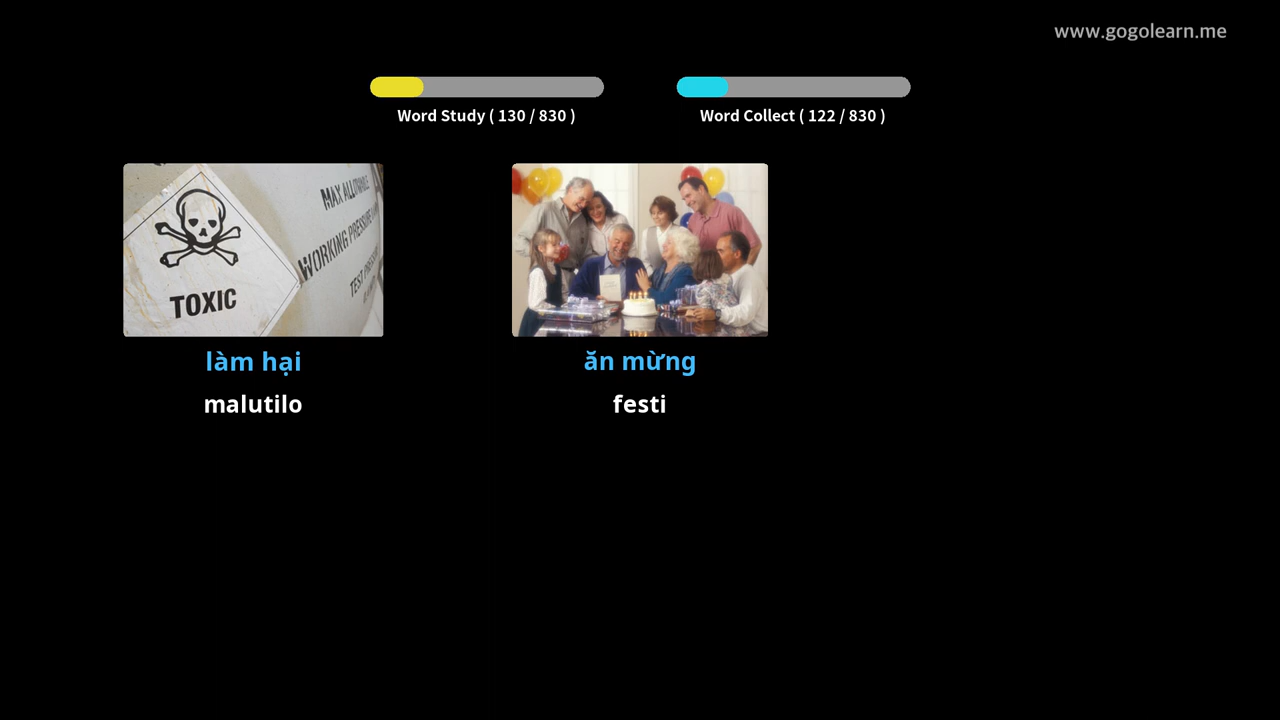 www.gogolearn.me
Word Study ( 130 / 830 )
Word Collect ( 122 / 830 )
MAX
WORKING PRESSURE
TEST
TOXIC
làm hại
malutilo
ăn mừng
festi